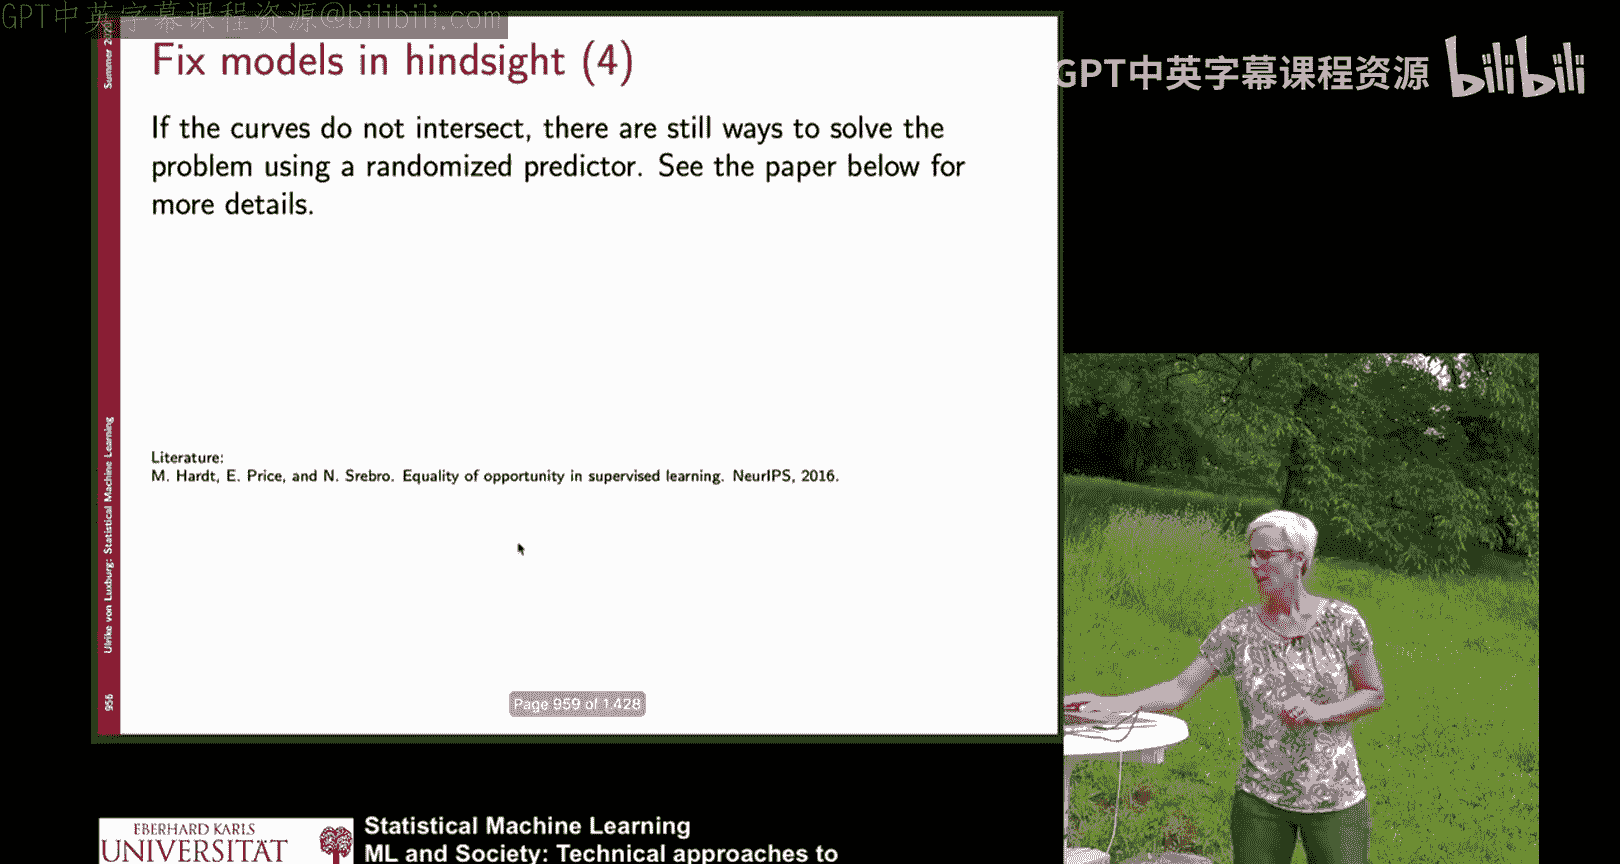 GPT中英字幕课程资源@bilibili.com
GPT中英字幕课程资源 bilibili
Fix models in hindsight (4)
If the curves do not intersect, there are still ways to solve the
problem using a randomized predictor. See the paper below for
more details.
Literature:
M. Hardt, E. Price, and N. Srebro. Equality of opportunity in supervised learning. NeurIPS, 2016.
Page 959 of 1.428
Summer
Ulrike von Luxburg: Statistical Machine Learning
956
EBERHARD KARLS
UNIVERSITÄT
Statistical Machine Learning
ML and Society: Technical approaches to